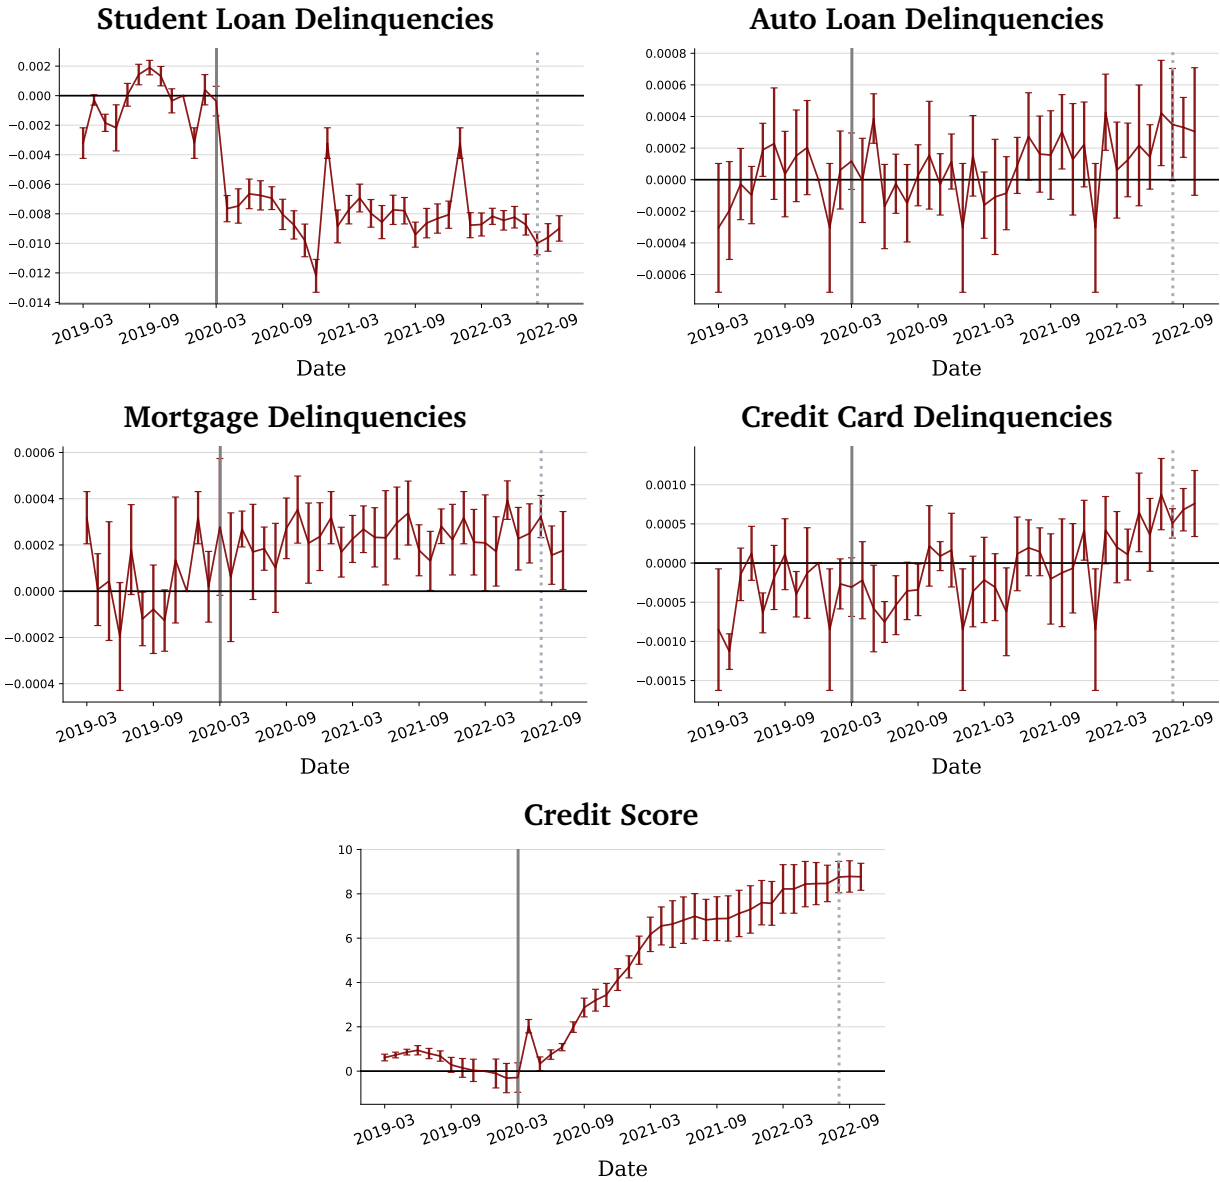 Student Loan Delinquencies
0.002
0.000
−0.002
−0.004
−0.006
−0.008
−0.010
−0.012
−0.014
2019-03 2019-09 2020-03 2020-09 2021-03 2021-09 2022-03 2022-09
Date
Auto Loan Delinquencies
0.0008
0.0006
0.0004
0.0002
0.0000
−0.0002
−0.0004
−0.0006
2019-03 2019-09 2020-03 2020-09 2021-03 2021-09 2022-03 2022-09
Date
Mortgage Delinquencies
0.0006
0.0004
0.0002
0.0000
−0.0002
−0.0004
2019-03 2019-09 2020-03 2020-09 2021-03 2021-09 2022-03 2022-09
Date
Credit Card Delinquencies
0.0010
0.0005
0.0000
−0.0005
−0.0010
−0.0015
2019-03 2019-09 2020-03 2020-09 2021-03 2021-09 2022-03 2022-09
Date
Credit Score
10
8
6
4
2
0
2019-03 2019-09 2020-03 2020-09 2021-03 2021-09 2022-03 2022-09
Date